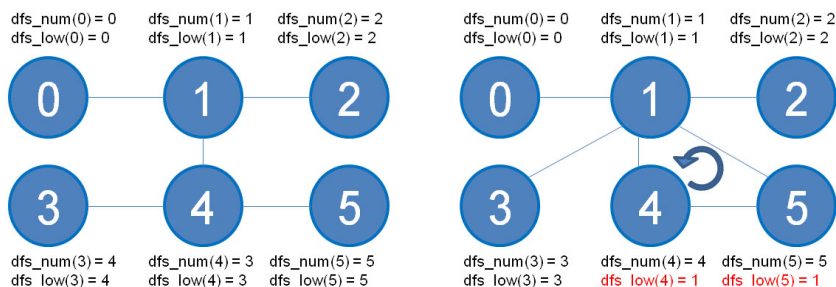 dfs_num(0) = 0
dfs_low(0) = 0
dfs_num(1) = 1
dfs_low(1) = 1
dfs_num(2) = 2
dfs_low(2) = 2
0
1
2
3
4
5
dfs_num(3) = 4
dfs_low(3) = 4
dfs_num(4) = 3
dfs_low(4) = 3
dfs_num(5) = 5
dfs_low(5) = 5
dfs_num(0) = 0
dfs_low(0) = 0
dfs_num(1) = 1
dfs_low(1) = 1
dfs_num(2) = 2
dfs_low(2) = 2
0
1
2
3
4
5
dfs_num(3) = 3
dfs_low(3) = 3
dfs_num(4) = 4
dfs_low(4) = 1
dfs_num(5) = 5
dfs_low(5) = 1